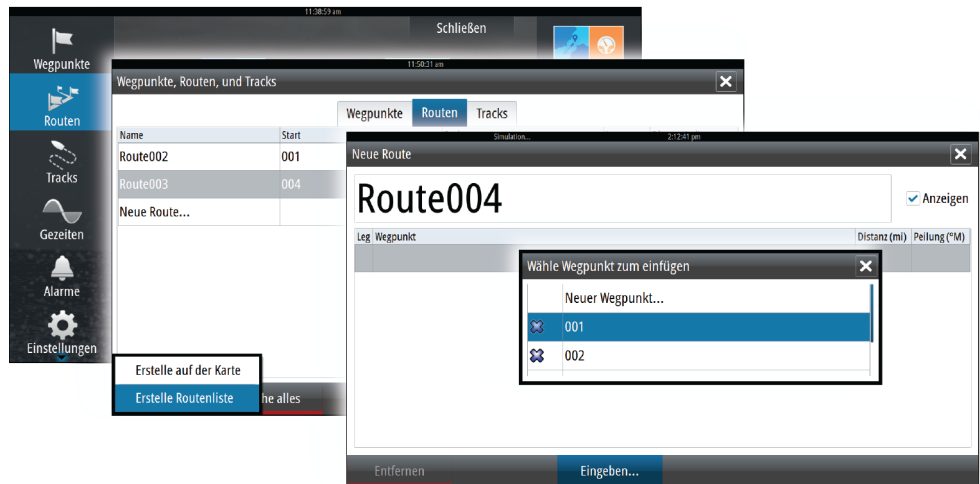 11:38:59 am
Schließen
Wegpunkte
Routen
Tracks
Gezeiten
Alarme
Einstellungen
11:50:31 am
Wegpunkte, Routen, und Tracks
Wegpunkte Routen Tracks
Name Start
Route002 001
Route003 004
Neue Route...
Erstelle auf der Karte
Erstelle Routenliste
he alles
Simulation... 2:12:41 pm
Neue Route
Route004
Anzeigen
Leg Wegpunkt Distanz (mi) Peilung (°M)
Wähle Wegpunkt zum einfügen
Neuer Wegpunkt...
001
002
Entfernen Eingeben...